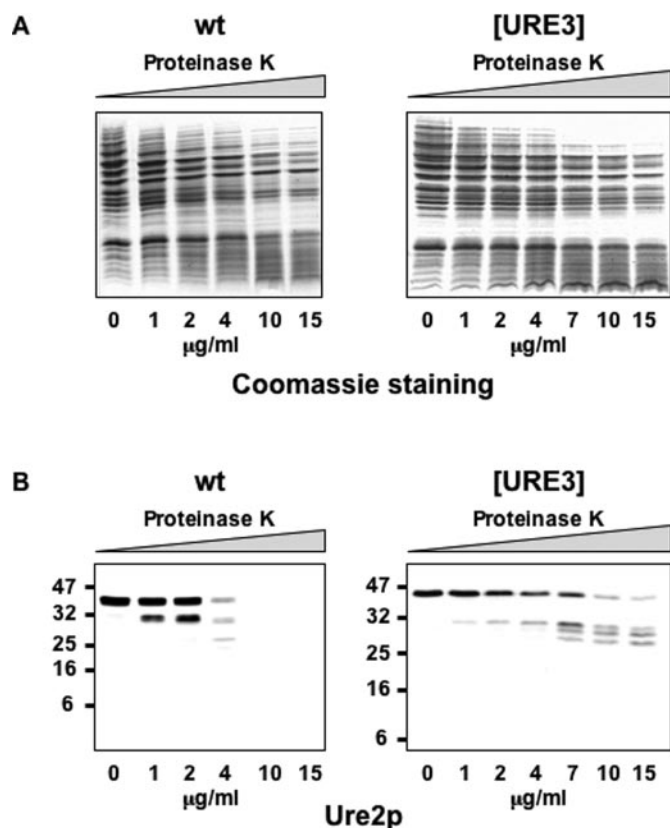 A
wt
[URE3]
Proteinase K
Proteinase K
0 1 2 4 10 15
0 1 2 4 7 10 15
μg/ml
μg/ml
Coomassie staining
B
wt
[URE3]
Proteinase K
Proteinase K
47
32
25
16
6
47
32
25
16
6
0 1 2 4 10 15
0 1 2 4 7 10 15
μg/ml
μg/ml
Ure2p